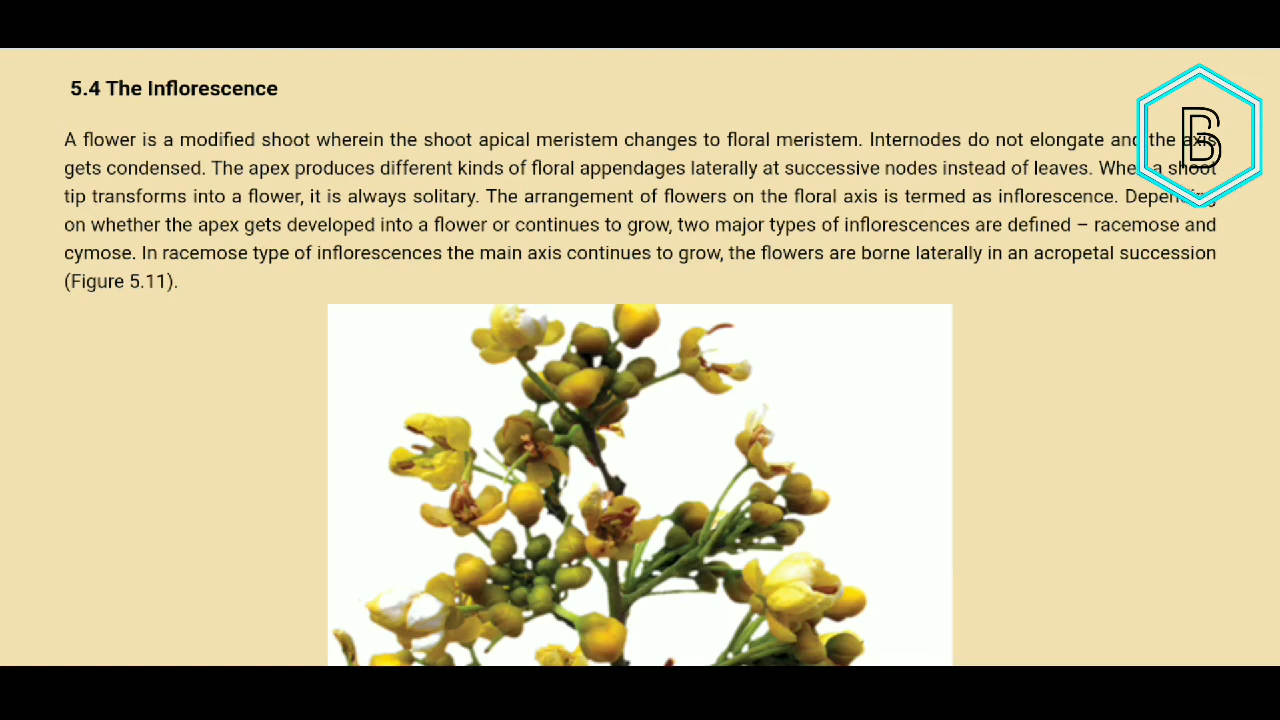 5.4 The Inflorescence
A flower is a modified shoot wherein the shoot apical meristem changes to floral meristem. Internodes do not elongate and the axis
gets condensed. The apex produces different kinds of floral appendages laterally at successive nodes instead of leaves. When a shoot
tip transforms into a flower, it is always solitary. The arrangement of flowers on the floral axis is termed as inflorescence. Depending
on whether the apex gets developed into a flower or continues to grow, two major types of inflorescences are defined – racemose and
cymose. In racemose type of inflorescences the main axis continues to grow, the flowers are borne laterally in an acropetal succession
(Figure 5.11).
B